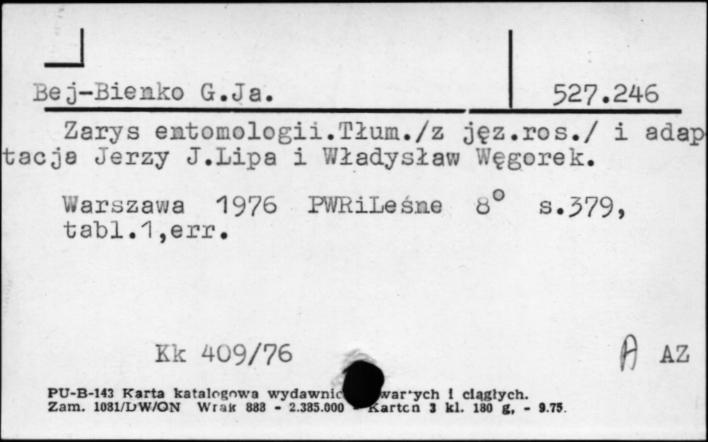 Bej-Bienko G.Ja. 527.246
Zarys entomologii.Tłum./z jęz.ros./ i adap
tacja Jerzy J.Lipa i Władysław Węgorek.
Warszawa 1976 PWRiLeśne 8° s.379,
tabl.1,err.
Kk 409/76 A AZ
PU-B-143 Karta katalogowa wydawnic ych i ciągłych.
Zam. 1081/DW/ON Wrak 888 - 2.385.000 - Karton 3 kl. 180 g, - 9.75.